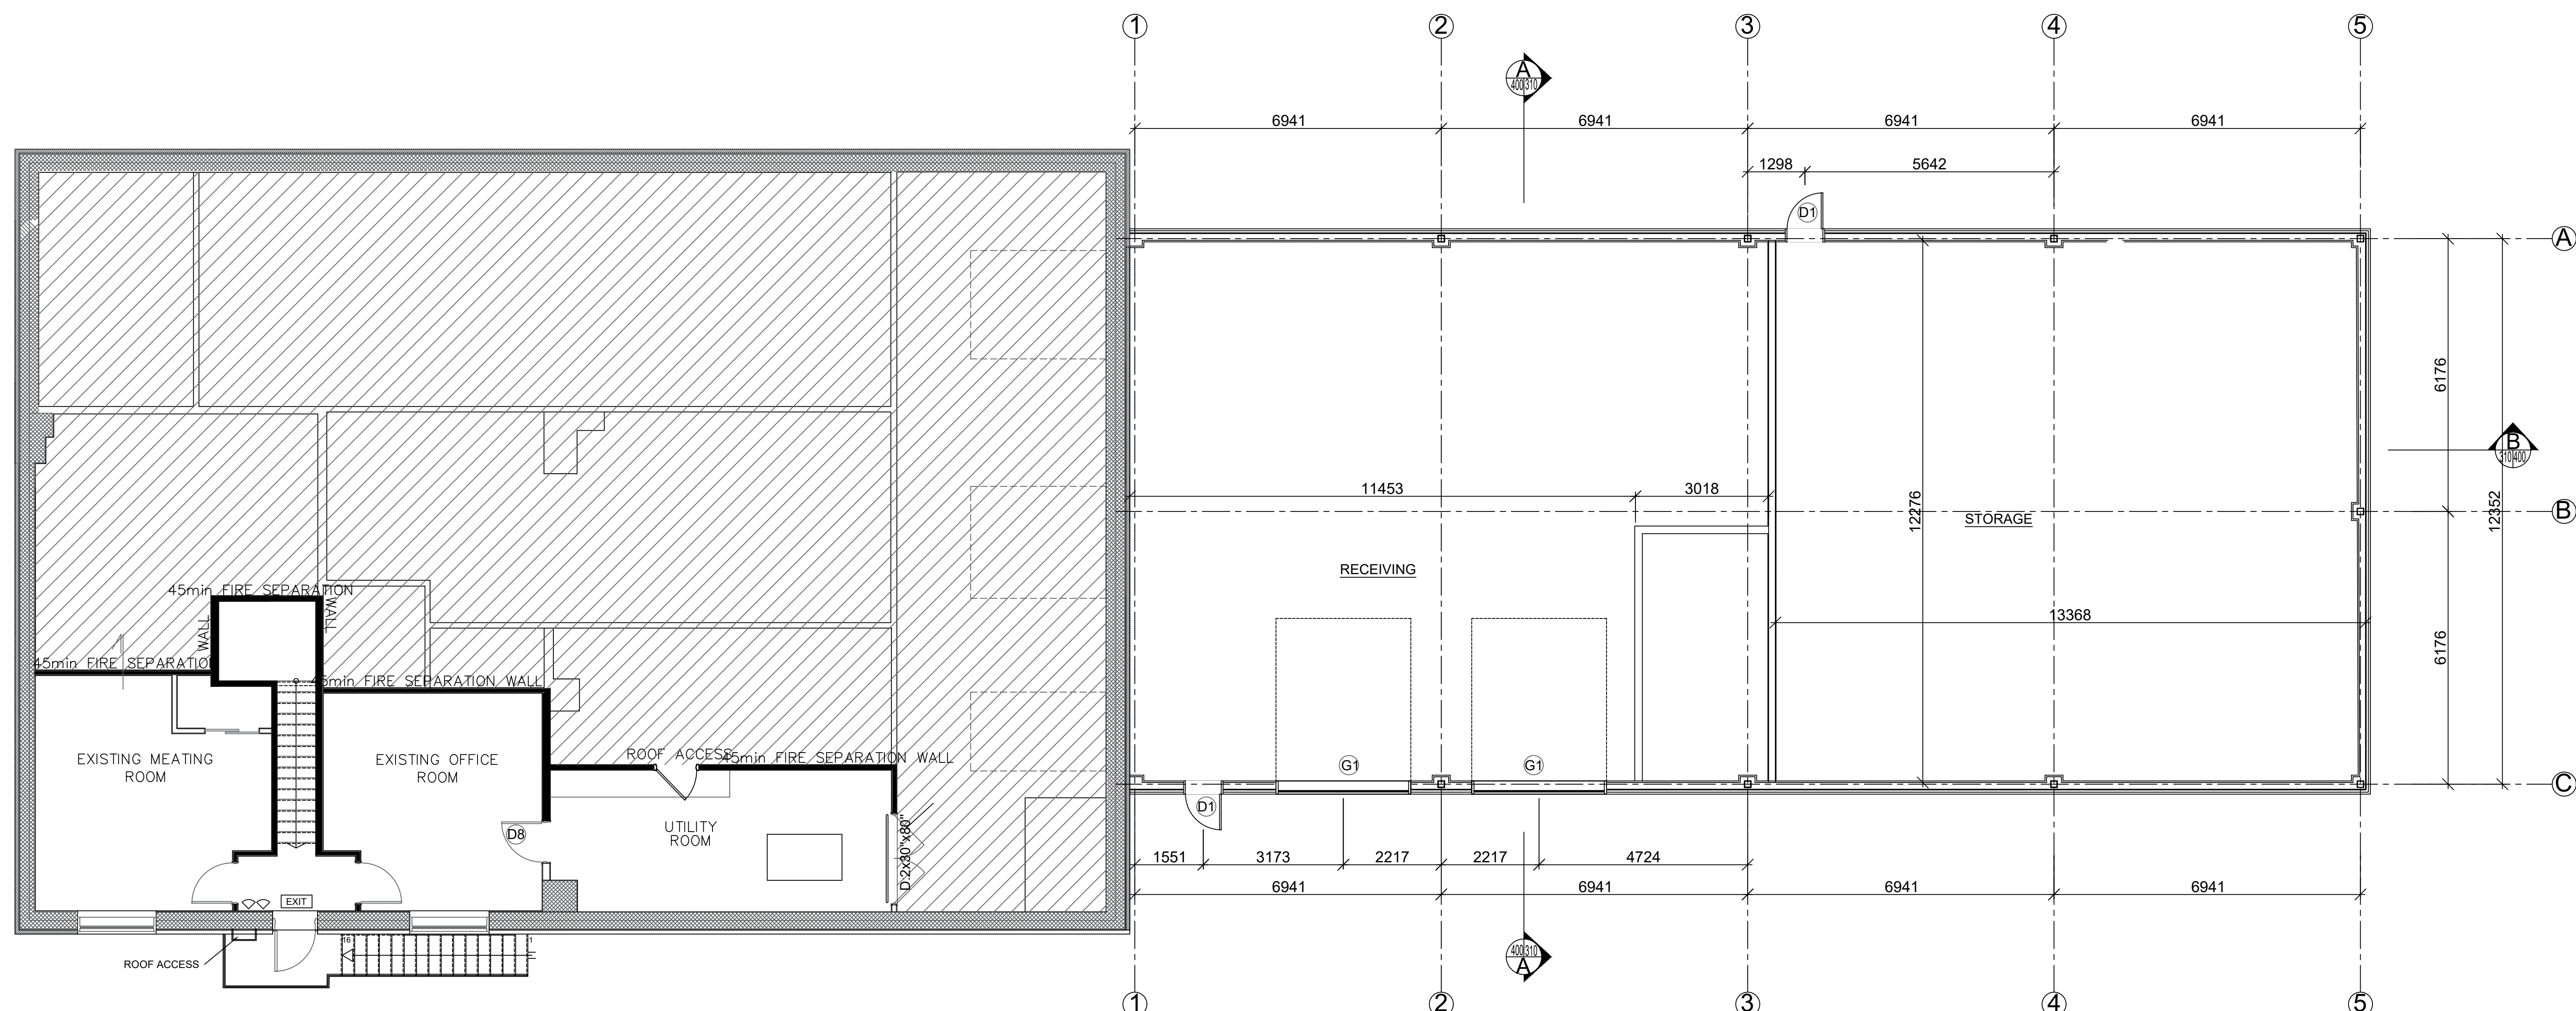 1
2
3
4
5
A
400|310
6941
6941
6941
6941
1298
5642
D1
A
6176
12352
B
310|400
11453
3018
12276
STORAGE
B
RECEIVING
45min FIRE SEPARATION
WALL
WALL
13368
6176
45min FIRE SEPARATION
45min FIRE SEPARATION WALL
ROOF ACCESS
45min FIRE SEPARATION WALL
EXISTING MEATING
ROOM
EXISTING OFFICE
ROOM
G1
G1
C
D1
UTILITY
ROOM
D8
D:2x30"x80"
1551
3173
2217
2217
4724
6941
6941
6941
6941
EXIT
16
1
ROOF ACCESS
400|310
A
1
2
3
4
5